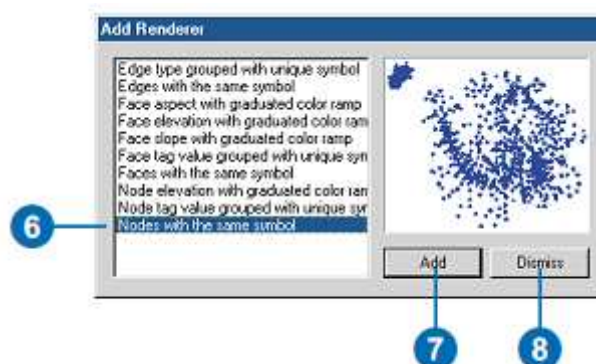 Add Renderer
Edge type grouped with unique symbol
Edges with the same symbol
Face aspect with graduated color ramp
Face elevation with graduated color ram
Face slope with graduated color ramp
Face tag value grouped with unique syn
Faces with the same symbol
Node elevation with graduated color ran
Node tag value grouped with unique syr
Nodes with the same symbol
6
Add
Dismiss
7
8